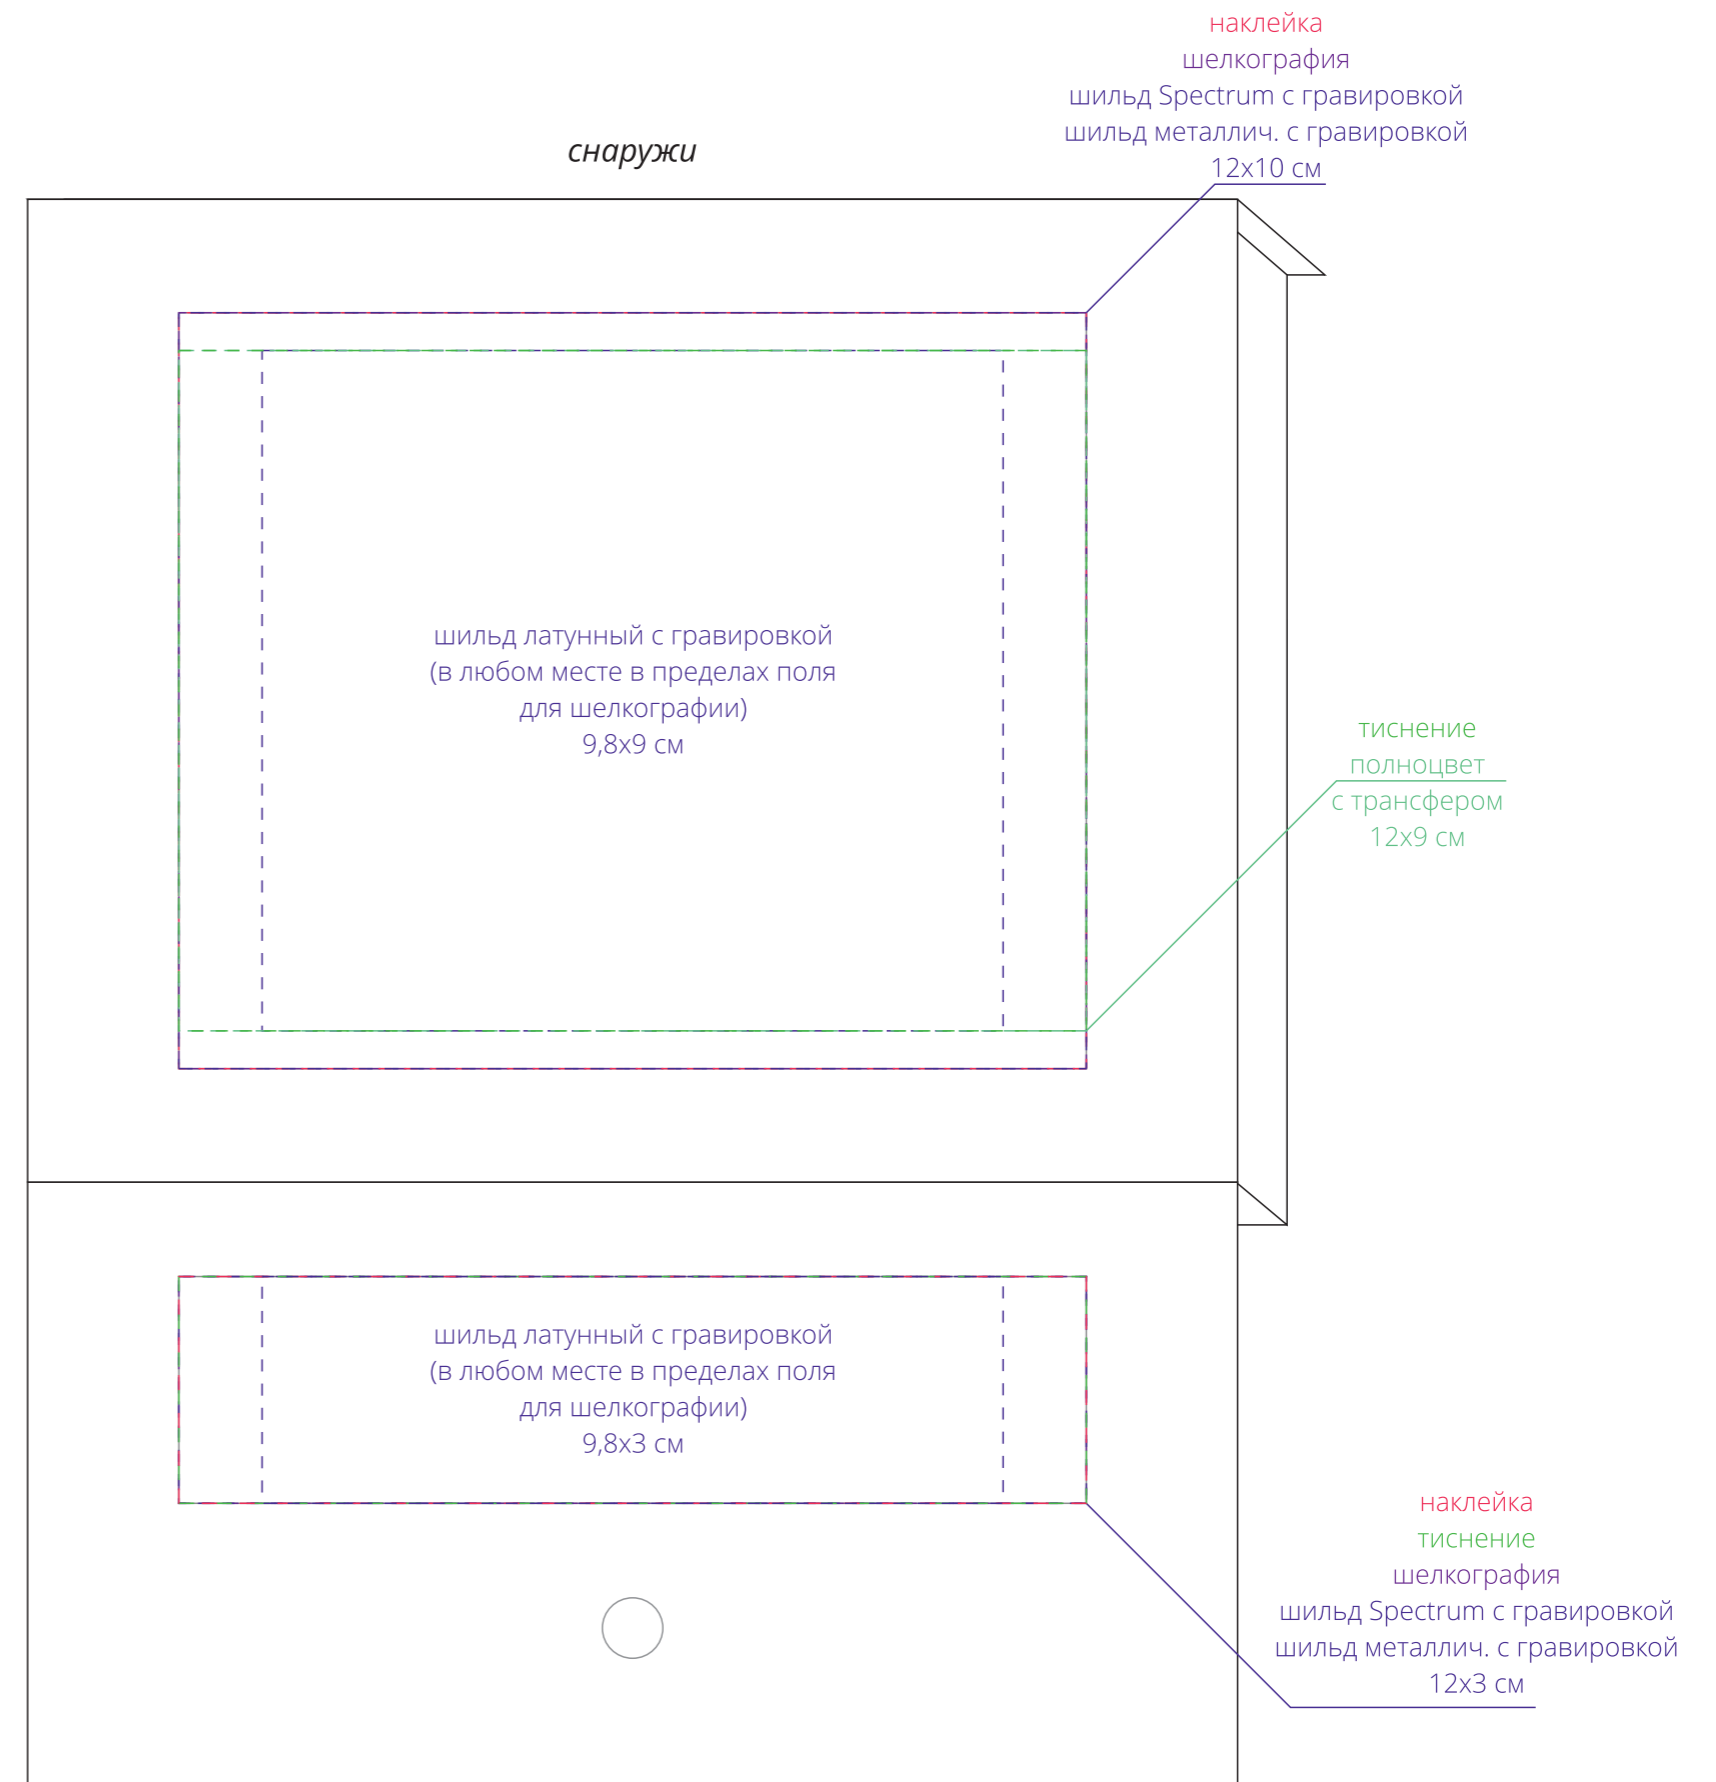 наклейка
шелкография
шильд Spectrum с гравировкой
шильд металлич. с гравировкой
12х10 см
снаружи
шильд латунный с гравировкой
(в любом месте в пределах поля
для шелкографии)
9,8х9 см
тиснение
полноцвет
с трансфером
12х9 см
шильд латунный с гравировкой
(в любом месте в пределах поля
для шелкографии)
9,8х3 см
наклейка
тиснение
шелкография
шильд Spectrum с гравировкой
шильд металлич. с гравировкой
12х3 см